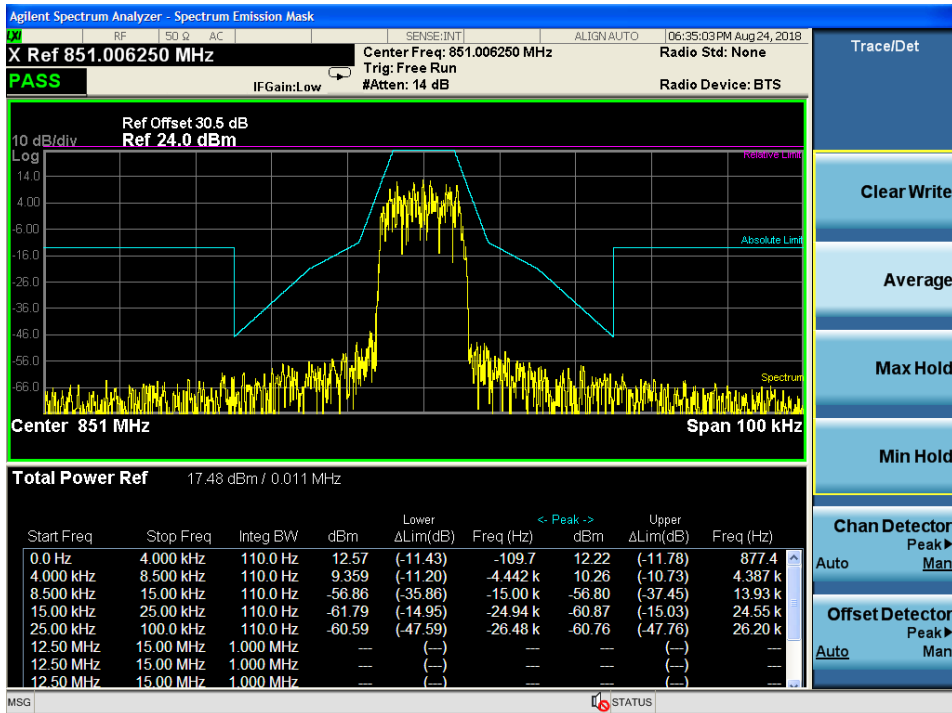 Agilent Spectrum Analyzer - Spectrum Emission Mask
LXI RF 50 Ω AC SENSE:INT ALIGN AUTO 06:35:03 PM Aug 24, 2018
X Ref 851.006250 MHz Center Freq: 851.006250 MHz Radio Std: None
Trig: Free Run
PASS IFGain:Low #Atten: 14 dB Radio Device: BTS
Ref Offset 30.5 dB
10 dB/div Ref 24.0 dBm
Log
Relative Limit
14.0
4.00
-6.00
Absolute Limit
-16.0
-26.0
-36.0
-46.0
-56.0
Spectrum
-66.0
Center 851 MHz Span 100 kHz
Total Power Ref 17.48 dBm / 0.011 MHz
Lower <- Peak -> Upper
Start Freq Stop Freq Integ BW dBm ΔLim(dB) Freq (Hz) dBm ΔLim(dB) Freq (Hz)
0.0 Hz 4.000 kHz 110.0 Hz 12.57 (-11.43) -109.7 12.22 (-11.78) 877.4
4.000 kHz 8.500 kHz 110.0 Hz 9.359 (-11.20) -4.442 k 10.26 (-10.73) 4.387 k
8.500 kHz 15.00 kHz 110.0 Hz -56.86 (-35.86) -15.00 k -56.80 (-37.45) 13.93 k
15.00 kHz 25.00 kHz 110.0 Hz -61.79 (-14.95) -24.94 k -60.87 (-15.03) 24.55 k
25.00 kHz 100.0 kHz 110.0 Hz -60.59 (-47.59) -26.48 k -60.76 (-47.76) 26.20 k
12.50 MHz 15.00 MHz 1.000 MHz --- (---) --- --- (---) ---
12.50 MHz 15.00 MHz 1.000 MHz --- (---) --- --- (---) ---
12.50 MHz 15.00 MHz 1.000 MHz --- (---) --- --- (---) ---
MSG STATUS
Trace/Det
Clear Write
Average
Max Hold
Min Hold
Chan Detector
Peak▶
Auto Man
Offset Detector
Peak▶
Auto Man